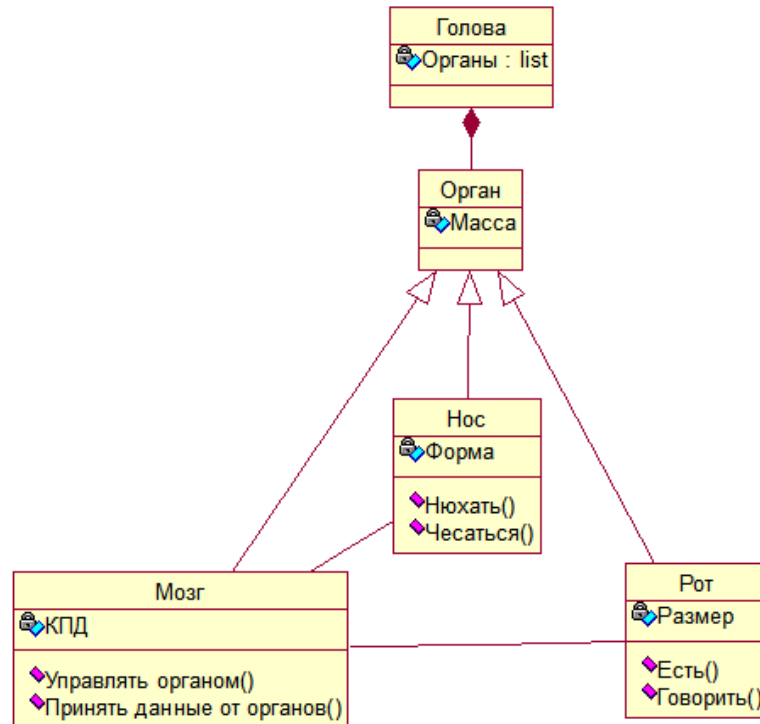 Голова
Органы : list
Орган
Масса
Нос
Форма
Нюхать()
Чесаться()
Мозг
КПД
Управлять органом()
Принять данные от органов()
Рот
Размер
Есть()
Говорить()